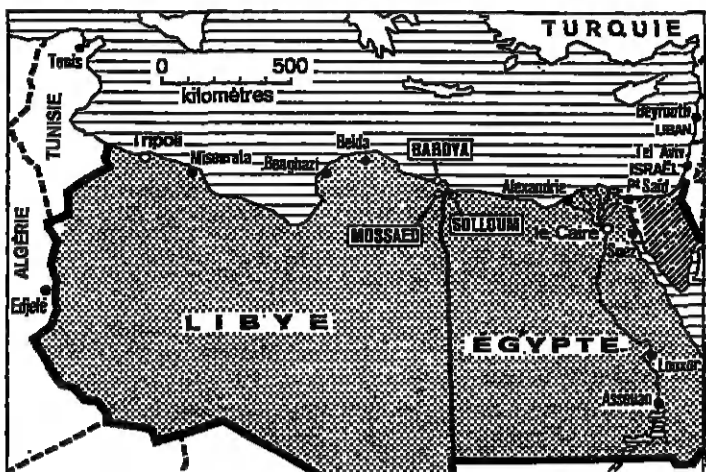 TURQUIE
Tunis
0 500
kilomètres
TUNISIE
Beyrouth
LIBAN
Tripoli
Misourata
Benghazi
Beida
BARDYA
Tel Aviv
ISRAËL
Pt Saïd
Alexandrie
MOSSAED
SOLLOUM
le Caire
Suez
ALGÉRIE
Edjelé
LIBYE
ÉGYPTE
Louxor
Assouan